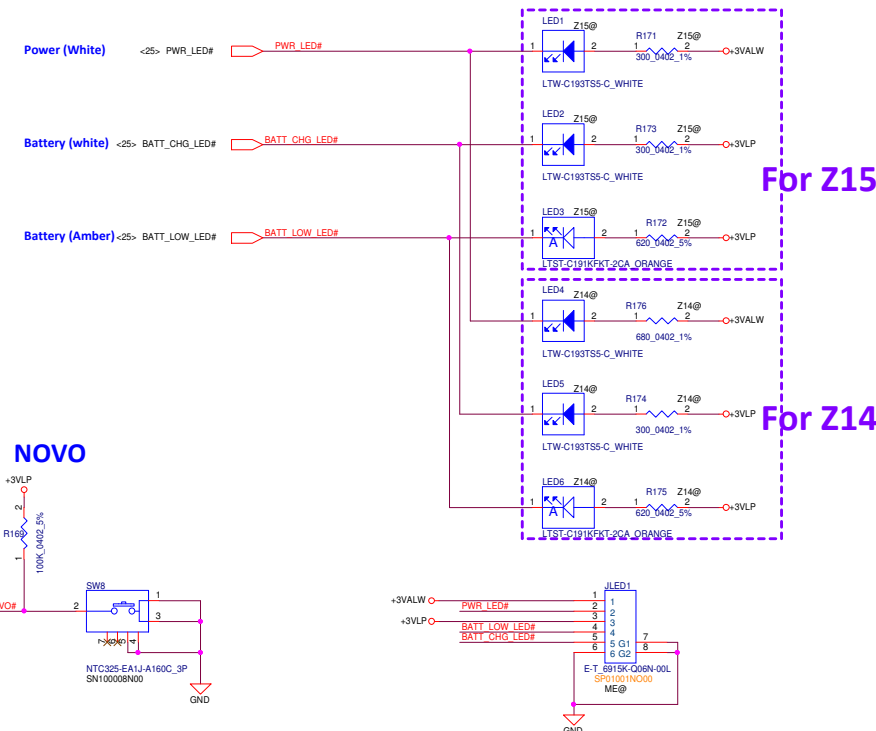 LED1 Z15@
Power (White) <25> PWR_LED# PWR_LED# 1 2 R171 Z15@ 1 2 +3VALW
300_0402_1%
LTW-C193TS5-C_WHITE
LED2 Z15@
Battery (white) <25> BATT_CHG_LED# BATT_CHG_LED# 1 2 R173 Z15@ 1 2 +3VLP
300_0402_1%
LTW-C193TS5-C_WHITE
For Z15
LED3 Z15@
Battery (Amber) <25> BATT_LOW_LED# BATT_LOW_LED# 1 A 2 R172 Z15@ 1 2 +3VLP
620_0402_5%
LTST-C191KFKT-2CA_ORANGE
LED4 Z14@
1 2 R176 Z14@ 1 2 +3VALW
680_0402_1%
LTW-C193TS5-C_WHITE
LED5 Z14@
1 2 R174 Z14@ 1 2 +3VLP
300_0402_1%
LTW-C193TS5-C_WHITE
For Z14
LED6 Z14@
1 A 2 R175 Z14@ 1 2 +3VLP
620_0402_5%
LTST-C191KFKT-2CA_ORANGE
NOVO
+3VLP
2
R169
100K_0402_5%
1
VO#
SW8
2 1
3
7 6 5 4
NTC325-EA1J-A160C_3P
SN100008N00
GND
JLED1
+3VALW 1 1
PWR_LED# 2 2
+3VLP 3 3
BATT_LOW_LED# 4 4
BATT_CHG_LED# 5 5 G1 7
6 6 G2 8
E-T_6915K-Q06N-00L
SP01001NO00
ME@
GND